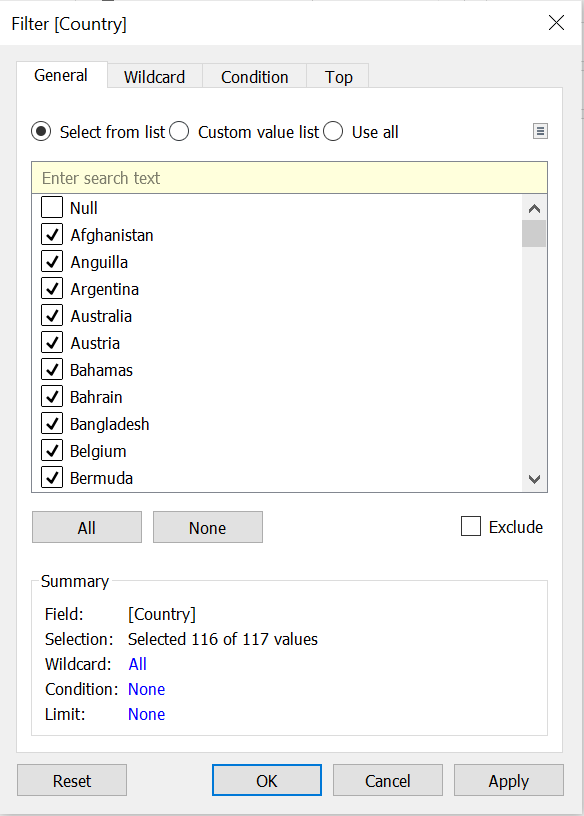 Filter [Country]
General Wildcard Condition Top
Select from list Custom value list Use all
Enter search text
Null
Afghanistan
Anguilla
Argentina
Australia
Austria
Bahamas
Bahrain
Bangladesh
Belgium
Bermuda
All None Exclude
Summary
Field: [Country]
Selection: Selected 116 of 117 values
Wildcard: All
Condition: None
Limit: None
Reset OK Cancel Apply